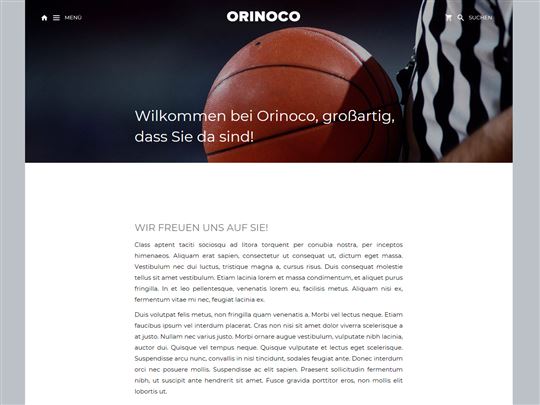 MENÜ
ORINOCO
SUCHEN
Wilkommen bei Orinoco, großartig,
dass Sie da sind!
WIR FREUEN UNS AUF SIE!
Class aptent taciti sociosqu ad litora torquent per conubia nostra, per inceptos
himenaeos. Aliquam erat sapien, consectetur ut consequat ut, dictum eget massa.
Vestibulum nec dui luctus, tristique magna a, cursus risus. Duis consequat molestie
tellus sit amet vestibulum. Etiam lacinia lorem et massa condimentum, et aliquet purus
fringilla. In et leo pellentesque, venenatis lorem eu, facilisis metus. Aliquam nisi ex,
fermentum vitae mi nec, feugiat lacinia ex.
Duis volutpat felis metus, non fringilla quam venenatis a. Morbi vel lectus neque. Etiam
faucibus ipsum vel interdum placerat. Cras non nisi sit amet dolor viverra scelerisque a
at justo. Nullam nec varius justo. Morbi ornare augue vestibulum, vulputate nibh lacinia,
auctor dui. Quisque vel tempus neque. Quisque vulputate et lectus eget scelerisque.
Suspendisse arcu nunc, convallis in nisl tincidunt, sodales feugiat ante. Donec interdum
orci nec posuere mollis. Suspendisse ac elit sapien. Praesent sollicitudin fermentum
nibh, ut suscipit ante hendrerit sit amet. Fusce gravida porttitor eros, non mollis elit
lobortis ut.